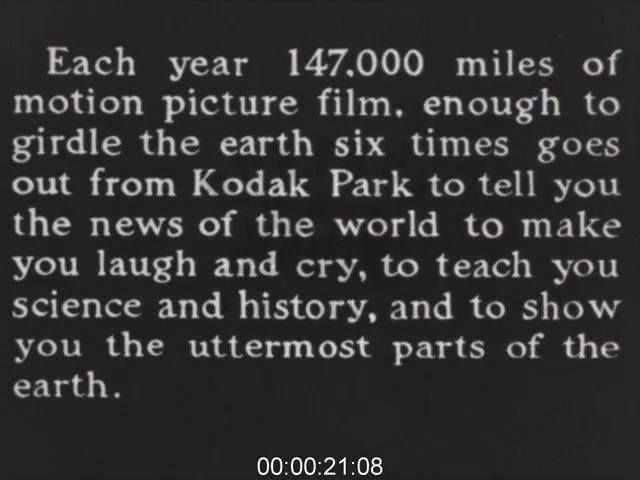 Each year 147.000 miles of
motion picture film, enough to
girdle the earth six times goes
out from Kodak Park to tell you
the news of the world to make
you laugh and cry, to teach you
science and history, and to show
you the uttermost parts of the
earth.
00:00:21:08